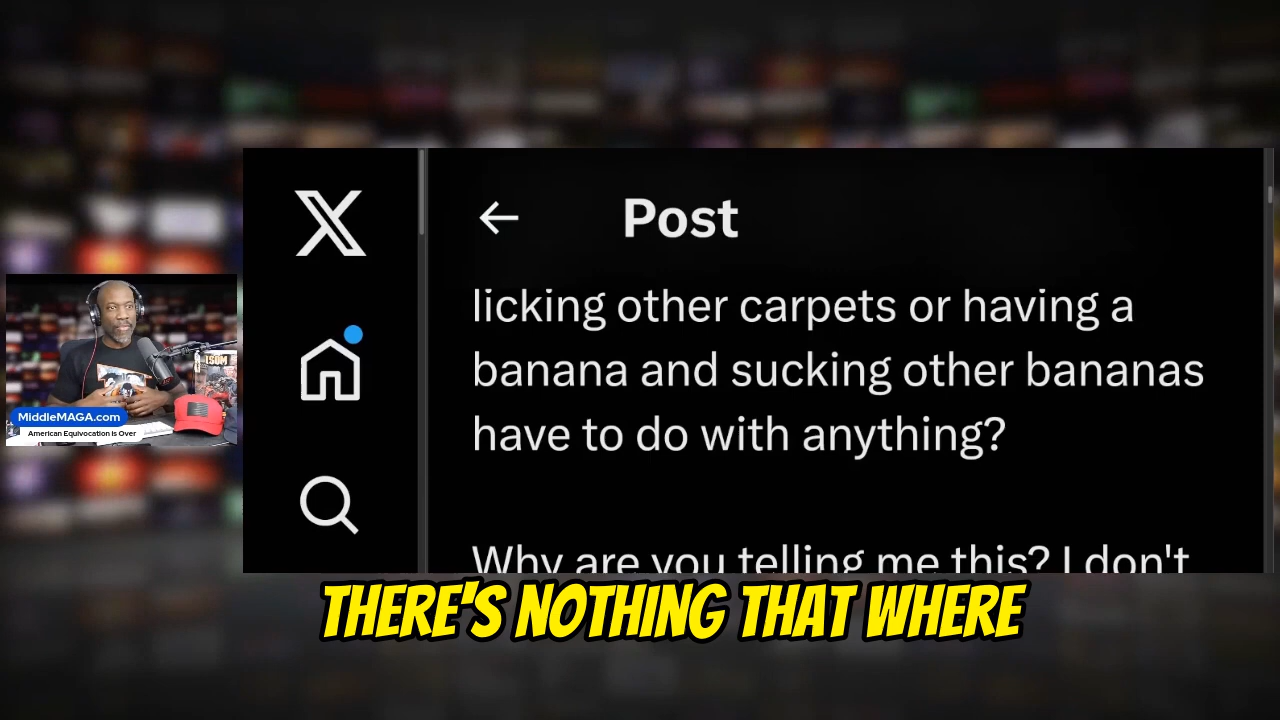 Post
licking other carpets or having a
banana and sucking other bananas
have to do with anything?
Why are you telling me this? I don't
ISOM
MiddleMAGA.com
American Equivocation Is Over
THERE'S NOTHING THAT WHERE